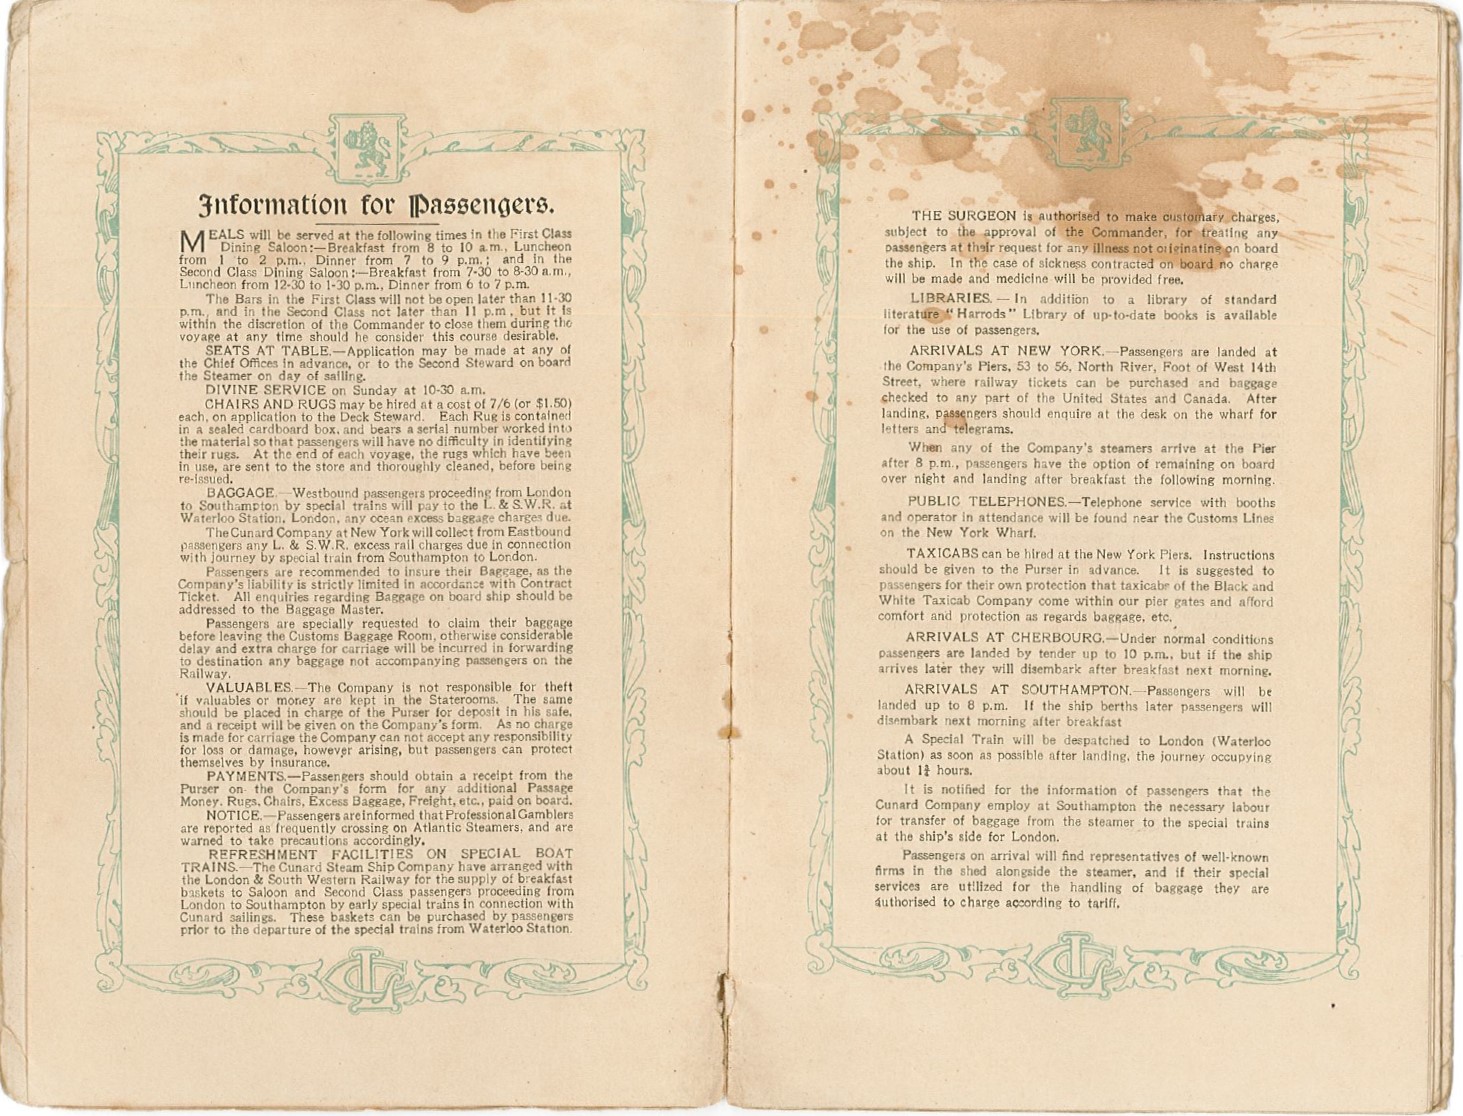 Information for Passengers.
MEALS will be served at the following times in the First Class
Dining Saloon:—Breakfast from 8 to 10 a.m., Luncheon
from 1 to 2 p.m., Dinner from 7 to 9 p.m.; and in the
Second Class Dining Saloon:—Breakfast from 7-30 to 8-30 a.m.,
Luncheon from 12-30 to 1-30 p.m., Dinner from 6 to 7 p.m.
The Bars in the First Class will not be open later than 11-30
p.m., and in the Second Class not later than 11 p.m., but it is
within the discretion of the Commander to close them during the
voyage at any time should he consider this course desirable.
SEATS AT TABLE.—Application may be made at any of
the Chief Offices in advance, or to the Second Steward on board
the Steamer on day of sailing.
DIVINE SERVICE on Sunday at 10-30 a.m.
CHAIRS AND RUGS may be hired at a cost of 7/6 (or $1.50)
each, on application to the Deck Steward. Each Rug is contained
in a sealed cardboard box, and bears a serial number worked into
the material so that passengers will have no difficulty in identifying
their rugs. At the end of each voyage, the rugs which have been
in use, are sent to the store and thoroughly cleaned, before being
re-issued.
BAGGAGE.—Westbound passengers proceeding from London
to Southampton by special trains will pay to the L. & S.W.R. at
Waterloo Station, London, any ocean excess baggage charges due.
The Cunard Company at New York will collect from Eastbound
passengers any L. & S.W.R. excess rail charges due in connection
with journey by special train from Southampton to London.
Passengers are recommended to insure their Baggage, as the
Company's liability is strictly limited in accordance with Contract
Ticket. All enquiries regarding Baggage on board ship should be
addressed to the Baggage Master.
Passengers are specially requested to claim their baggage
before leaving the Customs Baggage Room, otherwise considerable
delay and extra charge for carriage will be incurred in forwarding
to destination any baggage not accompanying passengers on the
Railway.
VALUABLES.—The Company is not responsible for theft
if valuables or money are kept in the Staterooms. The same
should be placed in charge of the Purser for deposit in his safe,
and a receipt will be given on the Company's form. As no charge
is made for carriage the Company can not accept any responsibility
for loss or damage, however arising, but passengers can protect
themselves by insurance.
PAYMENTS.—Passengers should obtain a receipt from the
Purser on the Company's form for any additional Passage
Money, Rugs, Chairs, Excess Baggage, Freight, etc., paid on board.
NOTICE.—Passengers are informed that Professional Gamblers
are reported as frequently crossing on Atlantic Steamers, and are
warned to take precautions accordingly.
REFRESHMENT FACILITIES ON SPECIAL BOAT
TRAINS.—The Cunard Steam Ship Company have arranged with
the London & South Western Railway for the supply of breakfast
baskets to Saloon and Second Class passengers proceeding from
London to Southampton by early special trains in connection with
Cunard sailings. These baskets can be purchased by passengers
prior to the departure of the special trains from Waterloo Station.
THE SURGEON is authorised to make customary charges,
subject to the approval of the Commander, for treating any
passengers at their request for any illness not originating on board
the ship. In the case of sickness contracted on board no charge
will be made and medicine will be provided free.
LIBRARIES.—In addition to a library of standard
literature "Harrods" Library of up-to-date books is available
for the use of passengers.
ARRIVALS AT NEW YORK.—Passengers are landed at
the Company's Piers, 53 to 56, North River, Foot of West 14th
Street, where railway tickets can be purchased and baggage
checked to any part of the United States and Canada. After
landing, passengers should enquire at the desk on the wharf for
letters and telegrams.
When any of the Company's steamers arrive at the Pier
after 8 p.m., passengers have the option of remaining on board
over night and landing after breakfast the following morning.
PUBLIC TELEPHONES.—Telephone service with booths
and operator in attendance will be found near the Customs Lines
on the New York Wharf.
TAXICABS can be hired at the New York Piers. Instructions
should be given to the Purser in advance. It is suggested to
passengers for their own protection that taxicabs of the Black and
White Taxicab Company come within our pier gates and afford
comfort and protection as regards baggage, etc.
ARRIVALS AT CHERBOURG.—Under normal conditions
passengers are landed by tender up to 10 p.m., but if the ship
arrives later they will disembark after breakfast next morning.
ARRIVALS AT SOUTHAMPTON.—Passengers will be
landed up to 8 p.m. If the ship berths later passengers will
disembark next morning after breakfast
A Special Train will be despatched to London (Waterloo
Station) as soon as possible after landing, the journey occupying
about 1¾ hours.
It is notified for the information of passengers that the
Cunard Company employ at Southampton the necessary labour
for transfer of baggage from the steamer to the special trains
at the ship's side for London.
Passengers on arrival will find representatives of well-known
firms in the shed alongside the steamer, and if their special
services are utilized for the handling of baggage they are
authorised to charge according to tariff.